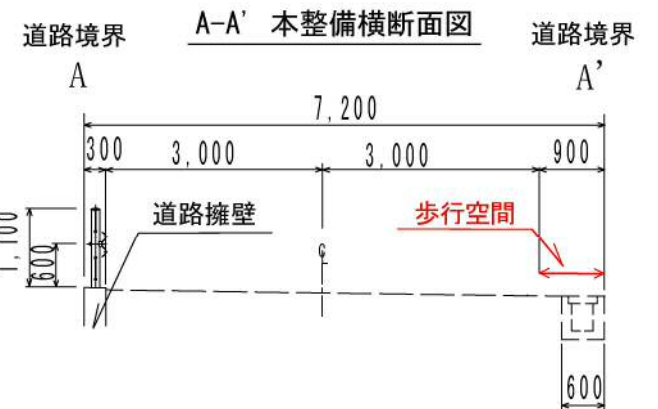 A-A' 本整備横断面図
道路境界
道路境界
A
A'
7,200
300
3,000
3,000
900
1,100
600
道路擁壁
歩行空間
℄
600